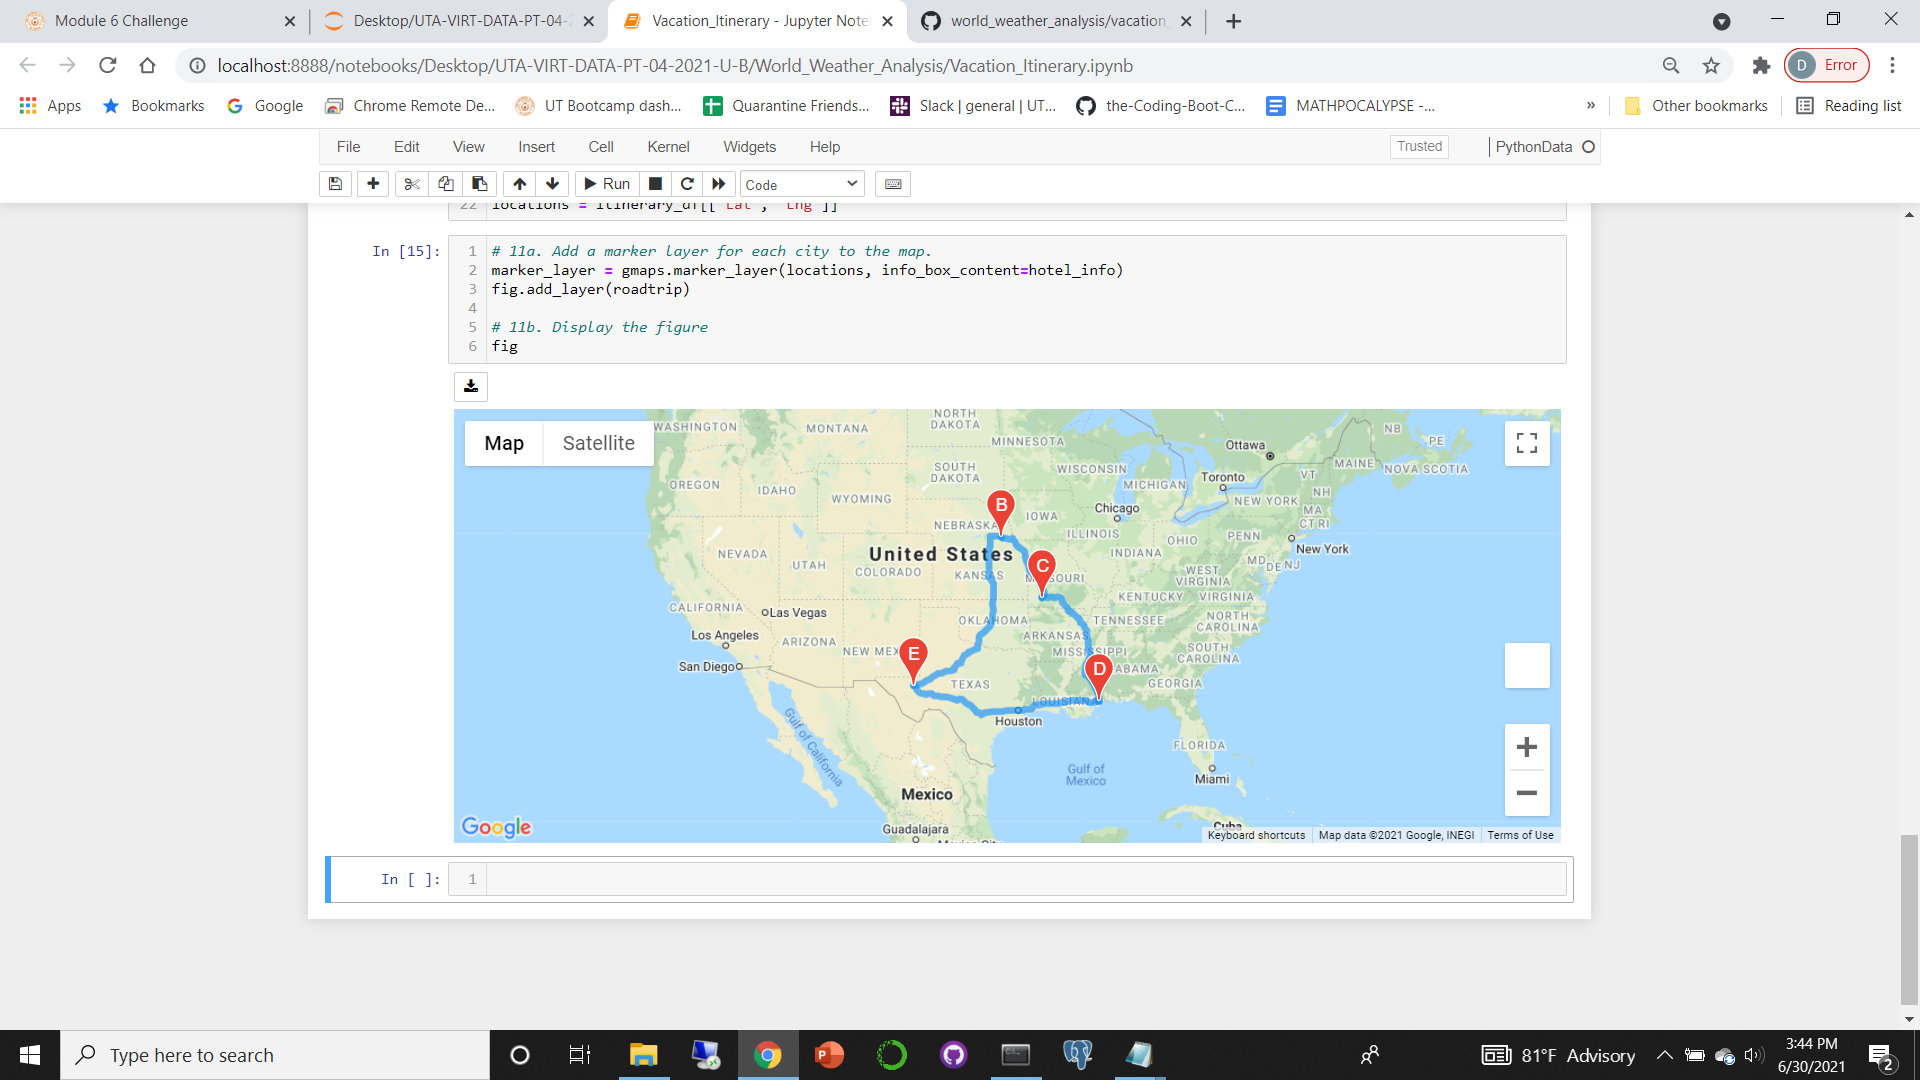 Module 6 Challenge
Desktop/UTA-VIRT-DATA-PT-04-2
Vacation_Itinerary - Jupyter Note
world_weather_analysis/vacation_
localhost:8888/notebooks/Desktop/UTA-VIRT-DATA-PT-04-2021-U-B/World_Weather_Analysis/Vacation_Itinerary.ipynb
D Error
Apps Bookmarks Google Chrome Remote De... UT Bootcamp dash... Quarantine Friends... Slack | general | UT... the-Coding-Boot-C... MATHPOCALYPSE -... » Other bookmarks Reading list
File Edit View Insert Cell Kernel Widgets Help Trusted PythonData
Run Code
22 locations = itinerary_df[["Lat", "Lng"]]
In [15]:
1 # 11a. Add a marker layer for each city to the map.
2 marker_layer = gmaps.marker_layer(locations, info_box_content=hotel_info)
3 fig.add_layer(roadtrip)
4
5 # 11b. Display the figure
6 fig
Map Satellite
WASHINGTON
MONTANA
NORTH
DAKOTA
MINNESOTA
Ottawa
NB
PE
OREGON
IDAHO
WYOMING
SOUTH
DAKOTA
WISCONSIN
MICHIGAN
Toronto
VT
MAINE
NOVA SCOTIA
NH
NEW YORK
MA
CT RI
B
IOWA
Chicago
NEBRASKA
ILLINOIS
INDIANA
OHIO
PENN
New York
NEVADA
UTAH
United States
COLORADO
KANSAS
C
MISSOURI
WEST
VIRGINIA
MD
DE NJ
KENTUCKY
VIRGINIA
CALIFORNIA
Las Vegas
OKLAHOMA
TENNESSEE
NORTH
CAROLINA
Los Angeles
ARIZONA
NEW MEX
E
ARKANSAS
MISSISSIPPI
SOUTH
CAROLINA
San Diego
TEXAS
D
ABAMA
GEORGIA
LOUISIANA
Houston
Gulf of California
FLORIDA
Gulf of
Mexico
Miami
Mexico
Guadalajara
Mexico City
Cuba
Google
Keyboard shortcuts Map data ©2021 Google, INEGI Terms of Use
In [ ]: 1
Type here to search
81°F Advisory
3:44 PM
6/30/2021
2